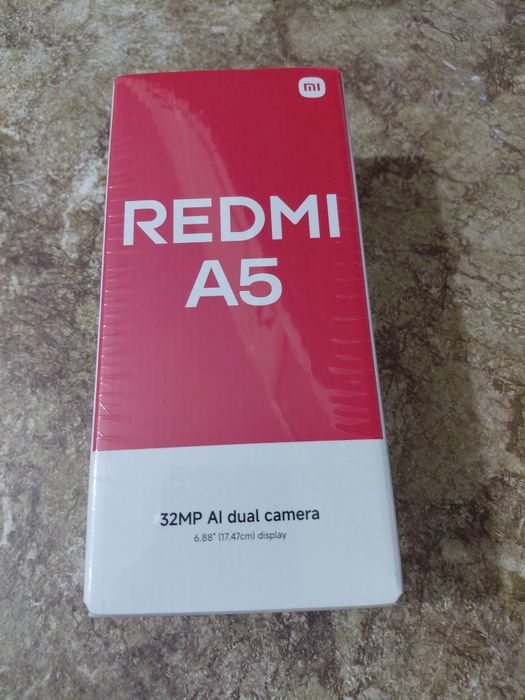 mi
REDMI
A5
32MP AI dual camera
6.88" (17.47cm) display